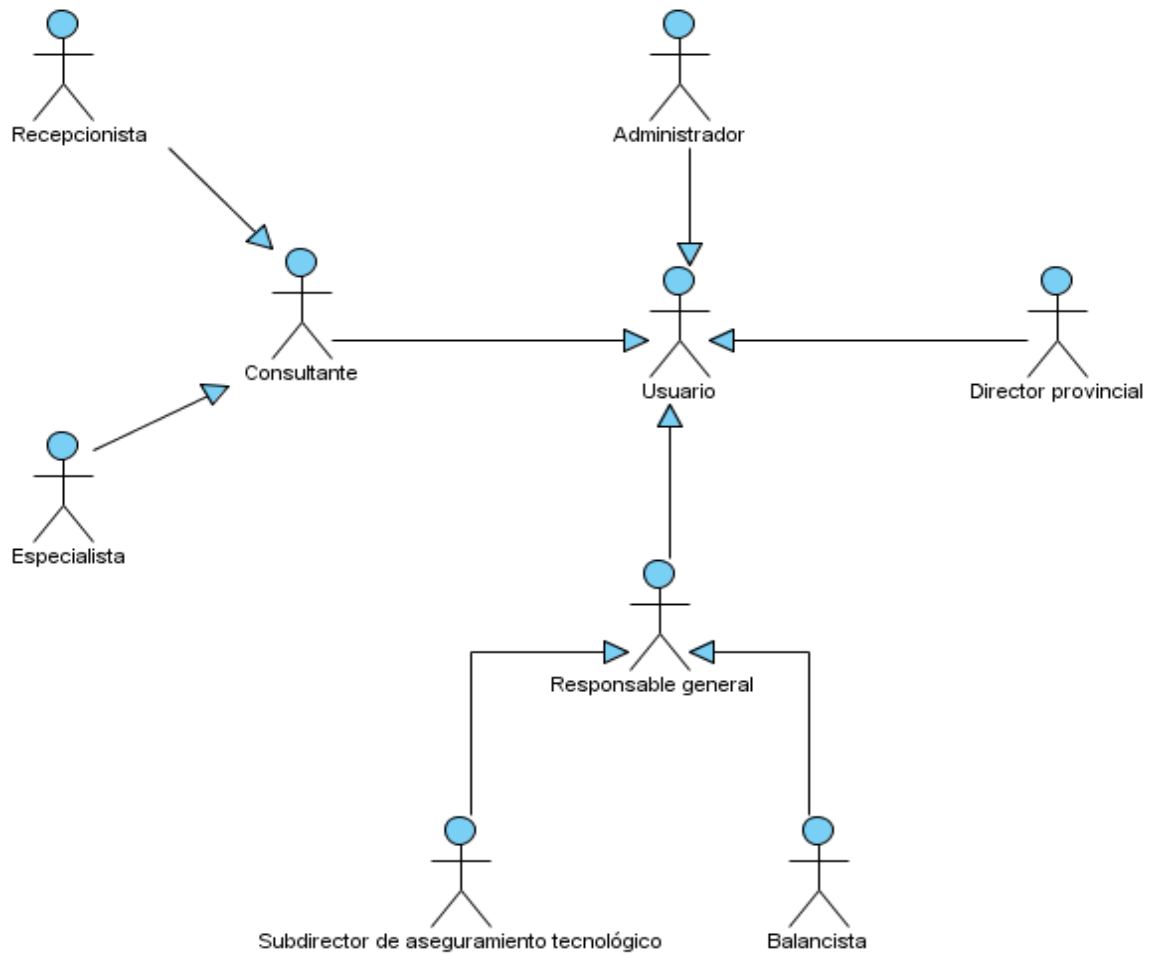 Recepcionista
Administrador
Consultante
Usuario
Director provincial
Especialista
Responsable general
Subdirector de aseguramiento tecnológico
Balancista